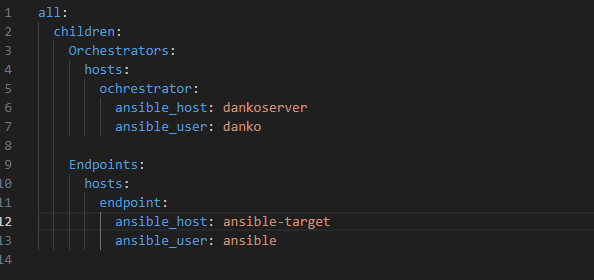 1 all:
2   children:
3     Orchestrators:
4       hosts:
5         ochrestrator:
6           ansible_host: dankoserver
7           ansible_user: danko
8
9     Endpoints:
10       hosts:
11         endpoint:
12           ansible_host: ansible-target
13           ansible_user: ansible
14